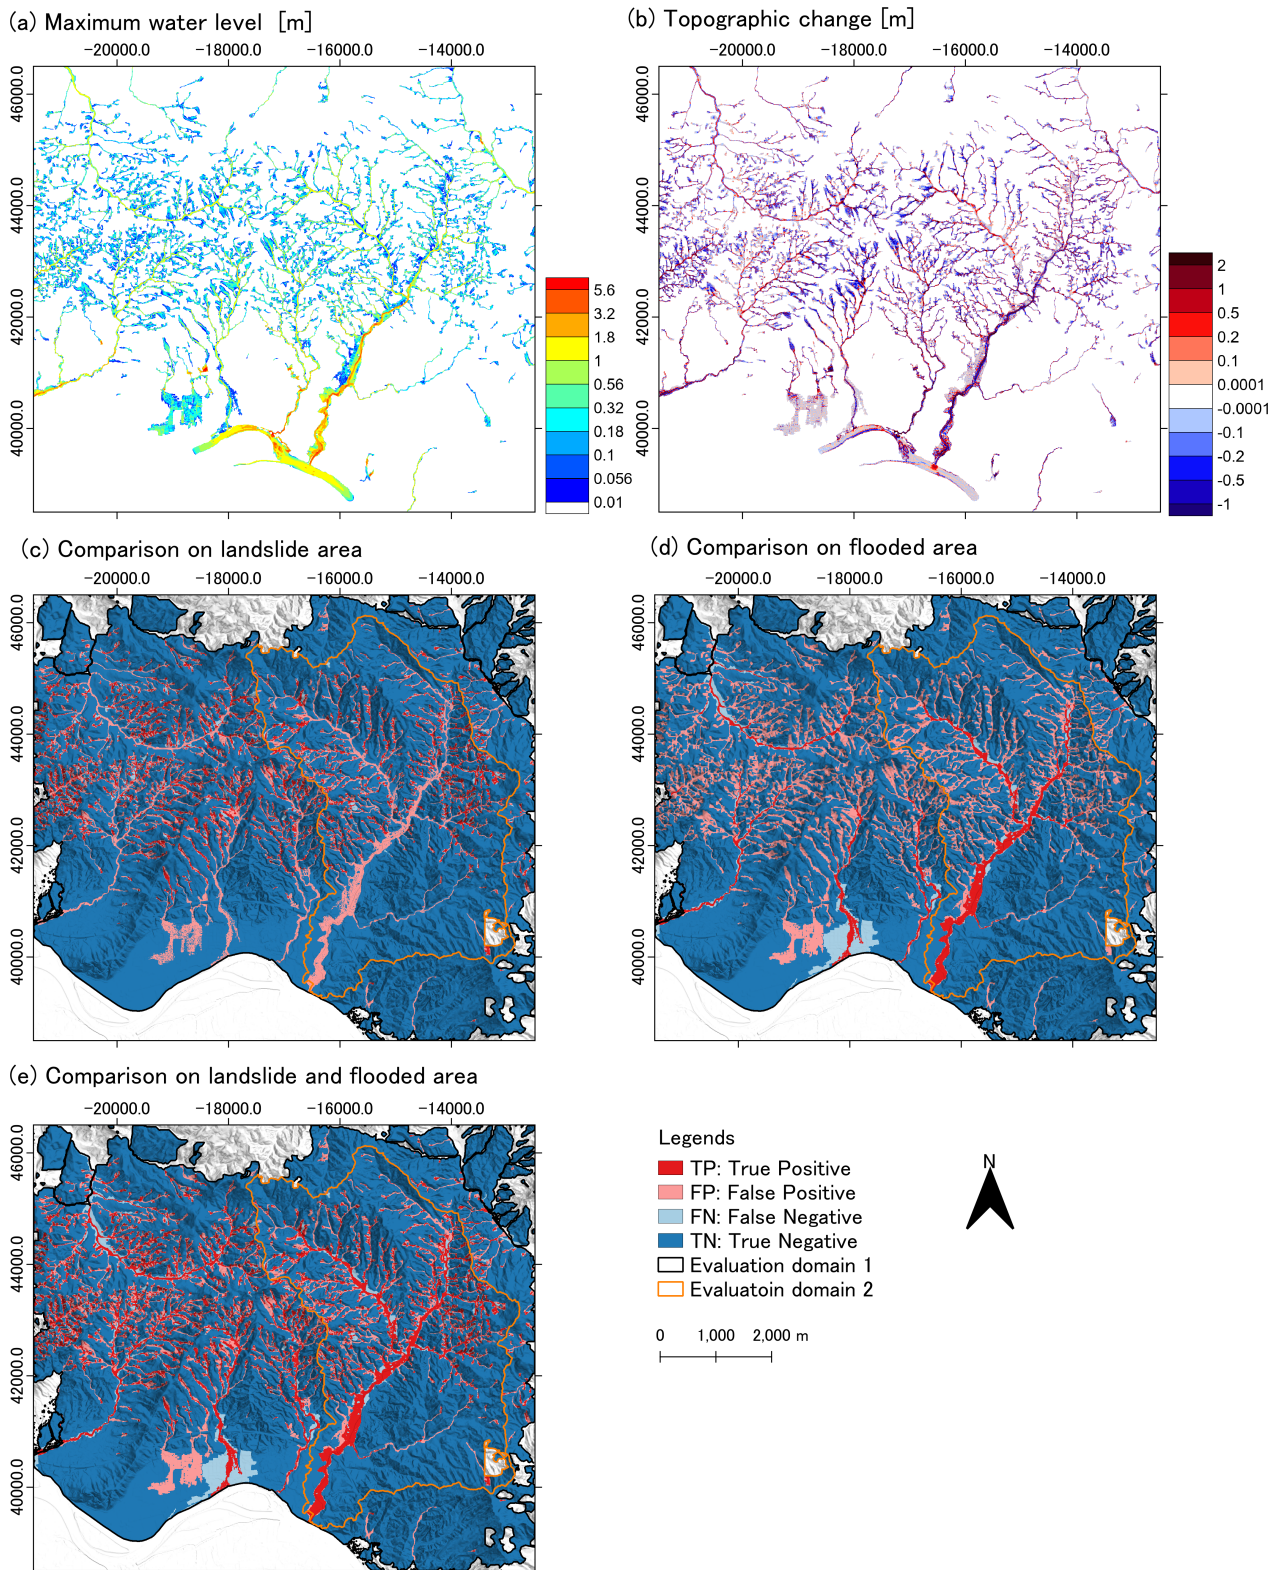 (a) Maximum water level [m]
-20000.0 -18000.0 -16000.0 -14000.0
46000.0
44000.0
42000.0
40000.0
5.6
3.2
1.8
1
0.56
0.32
0.18
0.1
0.056
0.01
(b) Topographic change [m]
-20000.0 -18000.0 -16000.0 -14000.0
46000.0
44000.0
42000.0
40000.0
2
1
0.5
0.2
0.1
0.0001
-0.0001
-0.1
-0.2
-0.5
-1
(c) Comparison on landslide area
-20000.0 -18000.0 -16000.0 -14000.0
46000.0
44000.0
42000.0
40000.0
(d) Comparison on flooded area
-20000.0 -18000.0 -16000.0 -14000.0
46000.0
44000.0
42000.0
40000.0
(e) Comparison on landslide and flooded area
-20000.0 -18000.0 -16000.0 -14000.0
46000.0
44000.0
42000.0
40000.0
Legends
TP: True Positive
FP: False Positive
FN: False Negative
TN: True Negative
Evaluation domain 1
Evaluatoin domain 2
0 1,000 2,000 m
N